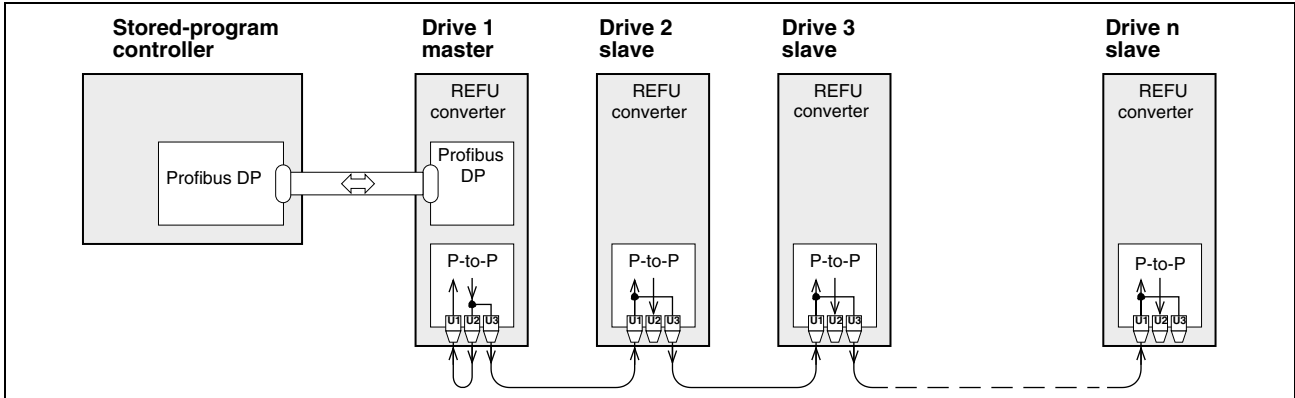 Stored-program
controller
Profibus DP
Drive 1
master
REFU
converter
Profibus
DP
P-to-P
U1 U2 U3
Drive 2
slave
REFU
converter
P-to-P
U1 U2 U3
Drive 3
slave
REFU
converter
P-to-P
U1 U2 U3
Drive n
slave
REFU
converter
P-to-P
U1 U2 U3